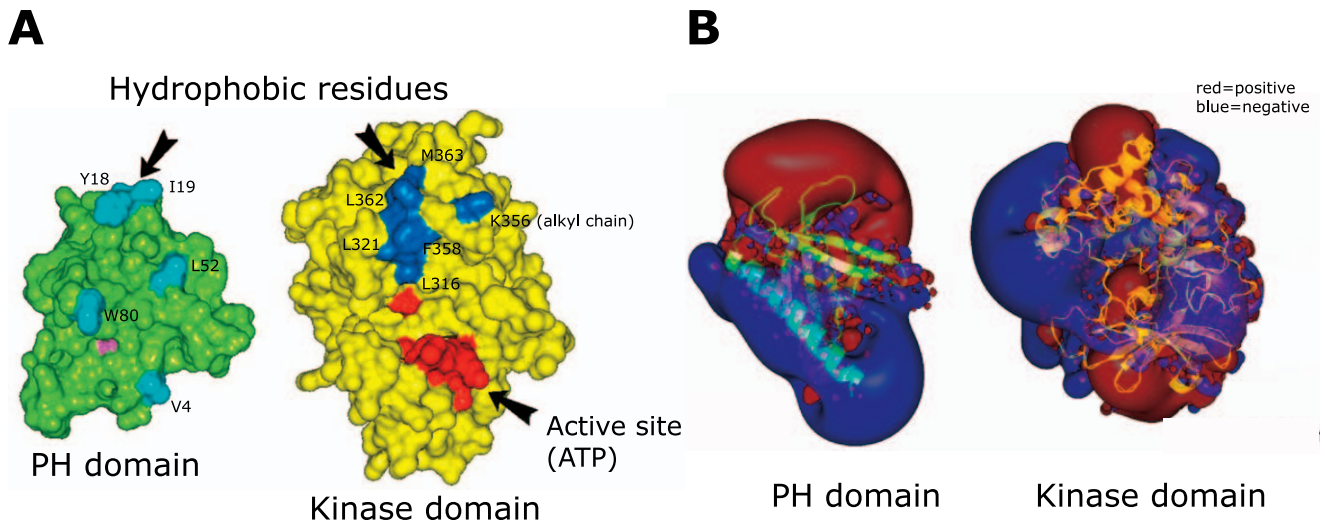 A
Hydrophobic residues
Y18
I19
L52
W80
V4
PH domain
M363
L362
K356 (alkyl chain)
L321
F358
L316
Active site
(ATP)
Kinase domain
B
red=positive
blue=negative
PH domain
Kinase domain